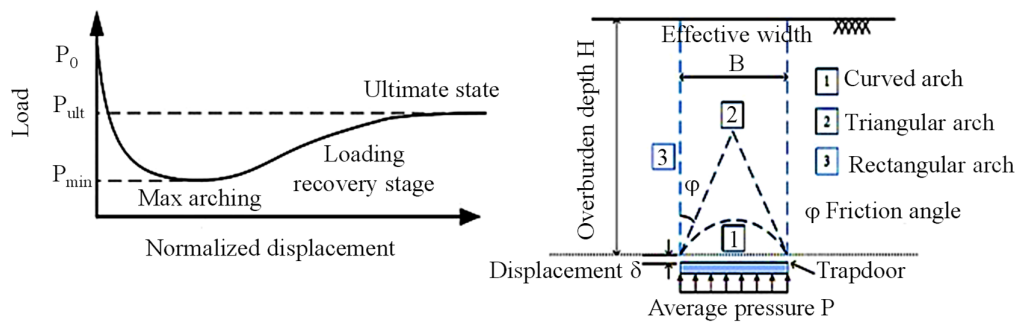 P0
Load
Pult
Ultimate state
Loading
recovery stage
Pmin
Max arching
Normalized displacement
Effective width
B
Overburden depth H
2
3
φ
1
1 Curved arch
2 Triangular arch
3 Rectangular arch
φ Friction angle
Displacement δ
Trapdoor
Average pressure P